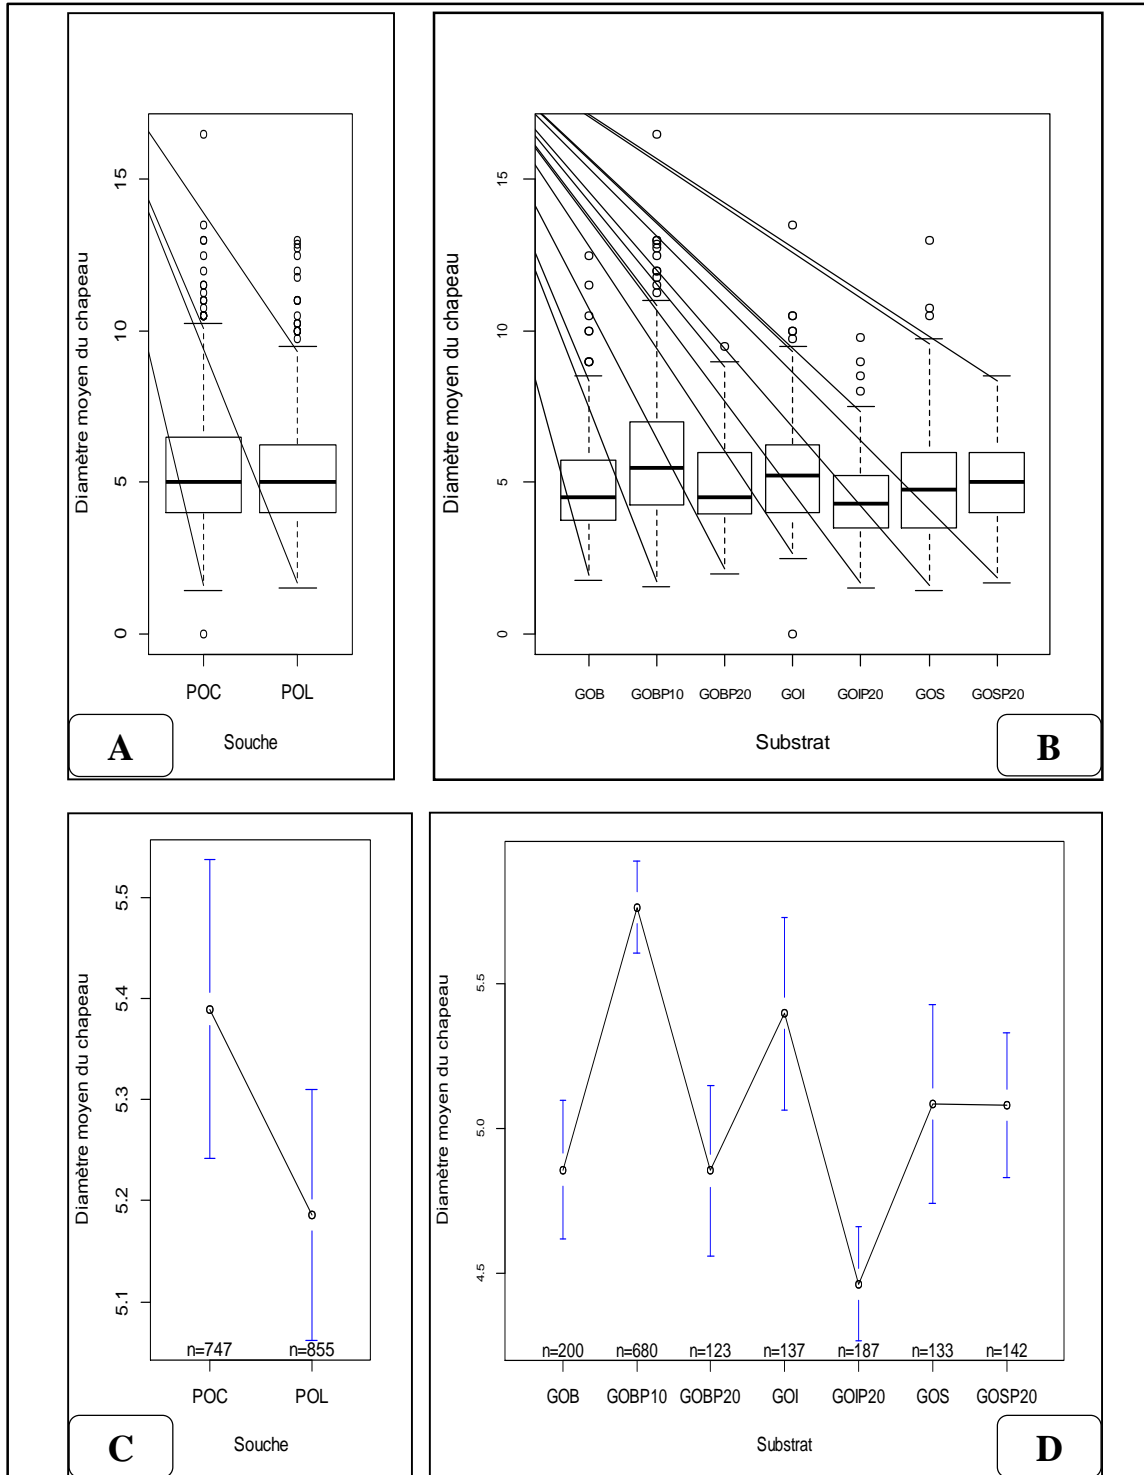 Diamètre moyen du chapeau
15
10
5
0
POC POL
Souche
A
Diamètre moyen du chapeau
15
10
5
0
GOB GOBP10 GOBP20 GOI GOIP20 GOS GOSP20
Substrat
B
Diamètre moyen du chapeau
5.5
5.4
5.3
5.2
5.1
n=747 n=855
POC POL
Souche
C
Diamètre moyen du chapeau
5.5
5.0
4.5
n=200 n=680 n=123 n=137 n=187 n=133 n=142
GOB GOBP10 GOBP20 GOI GOIP20 GOS GOSP20
Substrat
D